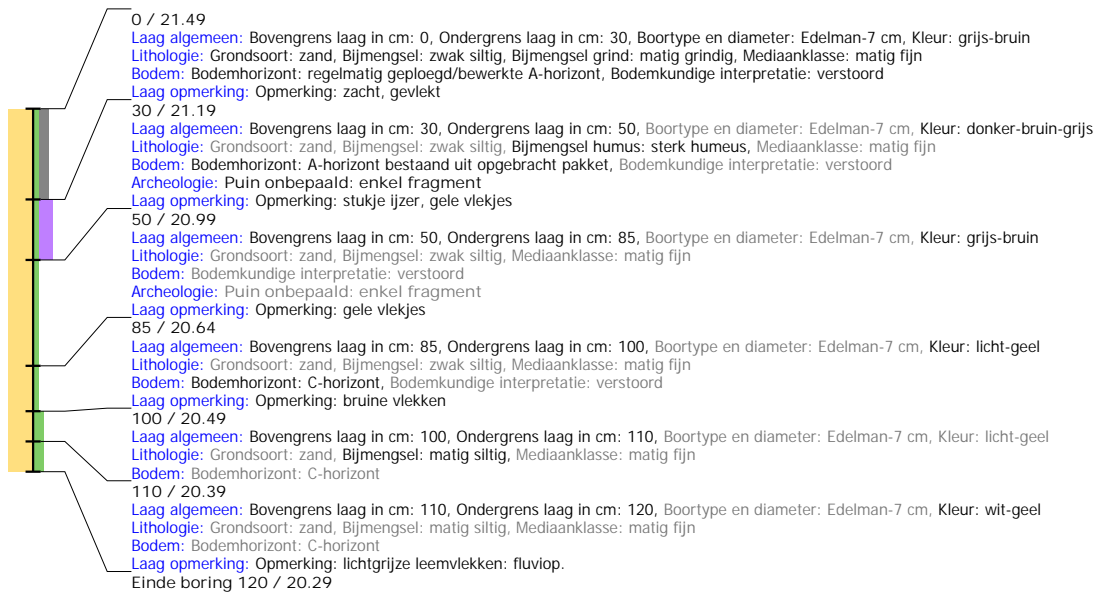 0 / 21.49
Laag algemeen: Bovengrens laag in cm: 0, Ondergrens laag in cm: 30, Boortype en diameter: Edelman-7 cm, Kleur: grijs-bruin
Lithologie: Grondsoort: zand, Bijmengsel: zwak siltig, Bijmengsel grind: matig grindig, Mediaanklasse: matig fijn
Bodem: Bodemhorizont: regelmatig geploegd/bewerkte A-horizont, Bodemkundige interpretatie: verstoord
Laag opmerking: Opmerking: zacht, gevlekt
30 / 21.19
Laag algemeen: Bovengrens laag in cm: 30, Ondergrens laag in cm: 50, Boortype en diameter: Edelman-7 cm, Kleur: donker-bruin-grijs
Lithologie: Grondsoort: zand, Bijmengsel: zwak siltig, Bijmengsel humus: sterk humeus, Mediaanklasse: matig fijn
Bodem: Bodemhorizont: A-horizont bestaand uit opgebracht pakket, Bodemkundige interpretatie: verstoord
Archeologie: Puin onbepaald: enkel fragment
Laag opmerking: Opmerking: stukje ijzer, gele vlekjes
50 / 20.99
Laag algemeen: Bovengrens laag in cm: 50, Ondergrens laag in cm: 85, Boortype en diameter: Edelman-7 cm, Kleur: grijs-bruin
Lithologie: Grondsoort: zand, Bijmengsel: zwak siltig, Mediaanklasse: matig fijn
Bodem: Bodemkundige interpretatie: verstoord
Archeologie: Puin onbepaald: enkel fragment
Laag opmerking: Opmerking: gele vlekjes
85 / 20.64
Laag algemeen: Bovengrens laag in cm: 85, Ondergrens laag in cm: 100, Boortype en diameter: Edelman-7 cm, Kleur: licht-geel
Lithologie: Grondsoort: zand, Bijmengsel: zwak siltig, Mediaanklasse: matig fijn
Bodem: Bodemhorizont: C-horizont, Bodemkundige interpretatie: verstoord
Laag opmerking: Opmerking: bruine vlekken
100 / 20.49
Laag algemeen: Bovengrens laag in cm: 100, Ondergrens laag in cm: 110, Boortype en diameter: Edelman-7 cm, Kleur: licht-geel
Lithologie: Grondsoort: zand, Bijmengsel: matig siltig, Mediaanklasse: matig fijn
Bodem: Bodemhorizont: C-horizont
110 / 20.39
Laag algemeen: Bovengrens laag in cm: 110, Ondergrens laag in cm: 120, Boortype en diameter: Edelman-7 cm, Kleur: wit-geel
Lithologie: Grondsoort: zand, Bijmengsel: matig siltig, Mediaanklasse: matig fijn
Bodem: Bodemhorizont: C-horizont
Laag opmerking: Opmerking: lichtgrijze leemvlekken: fluviop.
Einde boring 120 / 20.29